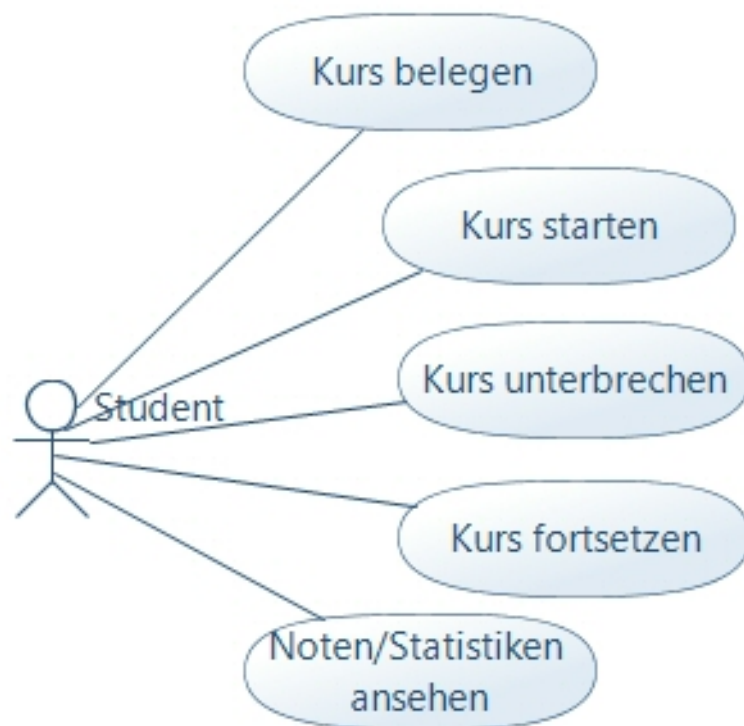 Kurs belegen
Kurs starten
Kurs unterbrechen
Student
Kurs fortsetzen
Noten/Statistiken
ansehen